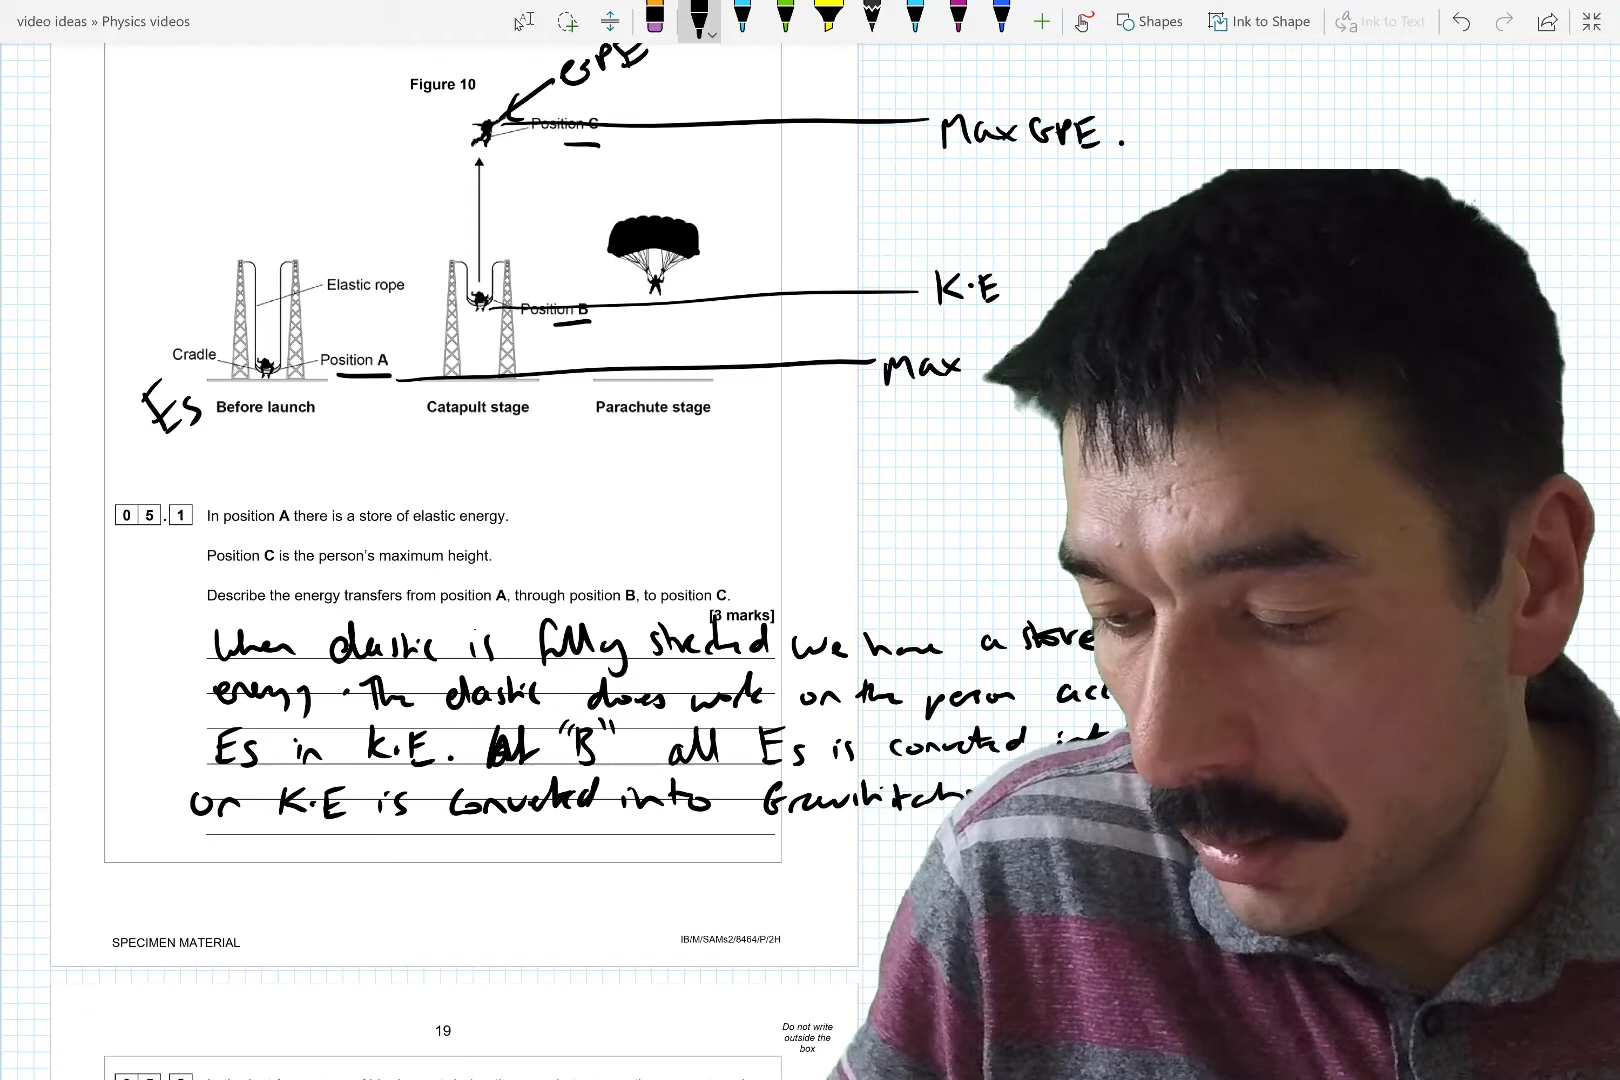 video ideas » Physics videos
Shapes
Ink to Shape
Ink to Text
GPE
Figure 10
Position C
Max GPE.
Elastic rope
K.E
Position B
Cradle
Position A
Max
Es
Before launch
Catapult stage
Parachute stage
0 5 . 1 In position A there is a store of elastic energy.
Position C is the person's maximum height.
Describe the energy transfers from position A, through position B, to position C.
[3 marks]
When elastic is fully we have a store
energy. The elastic does work on the person
Es in K.E. At "B" all Es is
on K.E is into
SPECIMEN MATERIAL
IB/M/SAMs2/8464/P/2H
19
Do not write
outside the
box